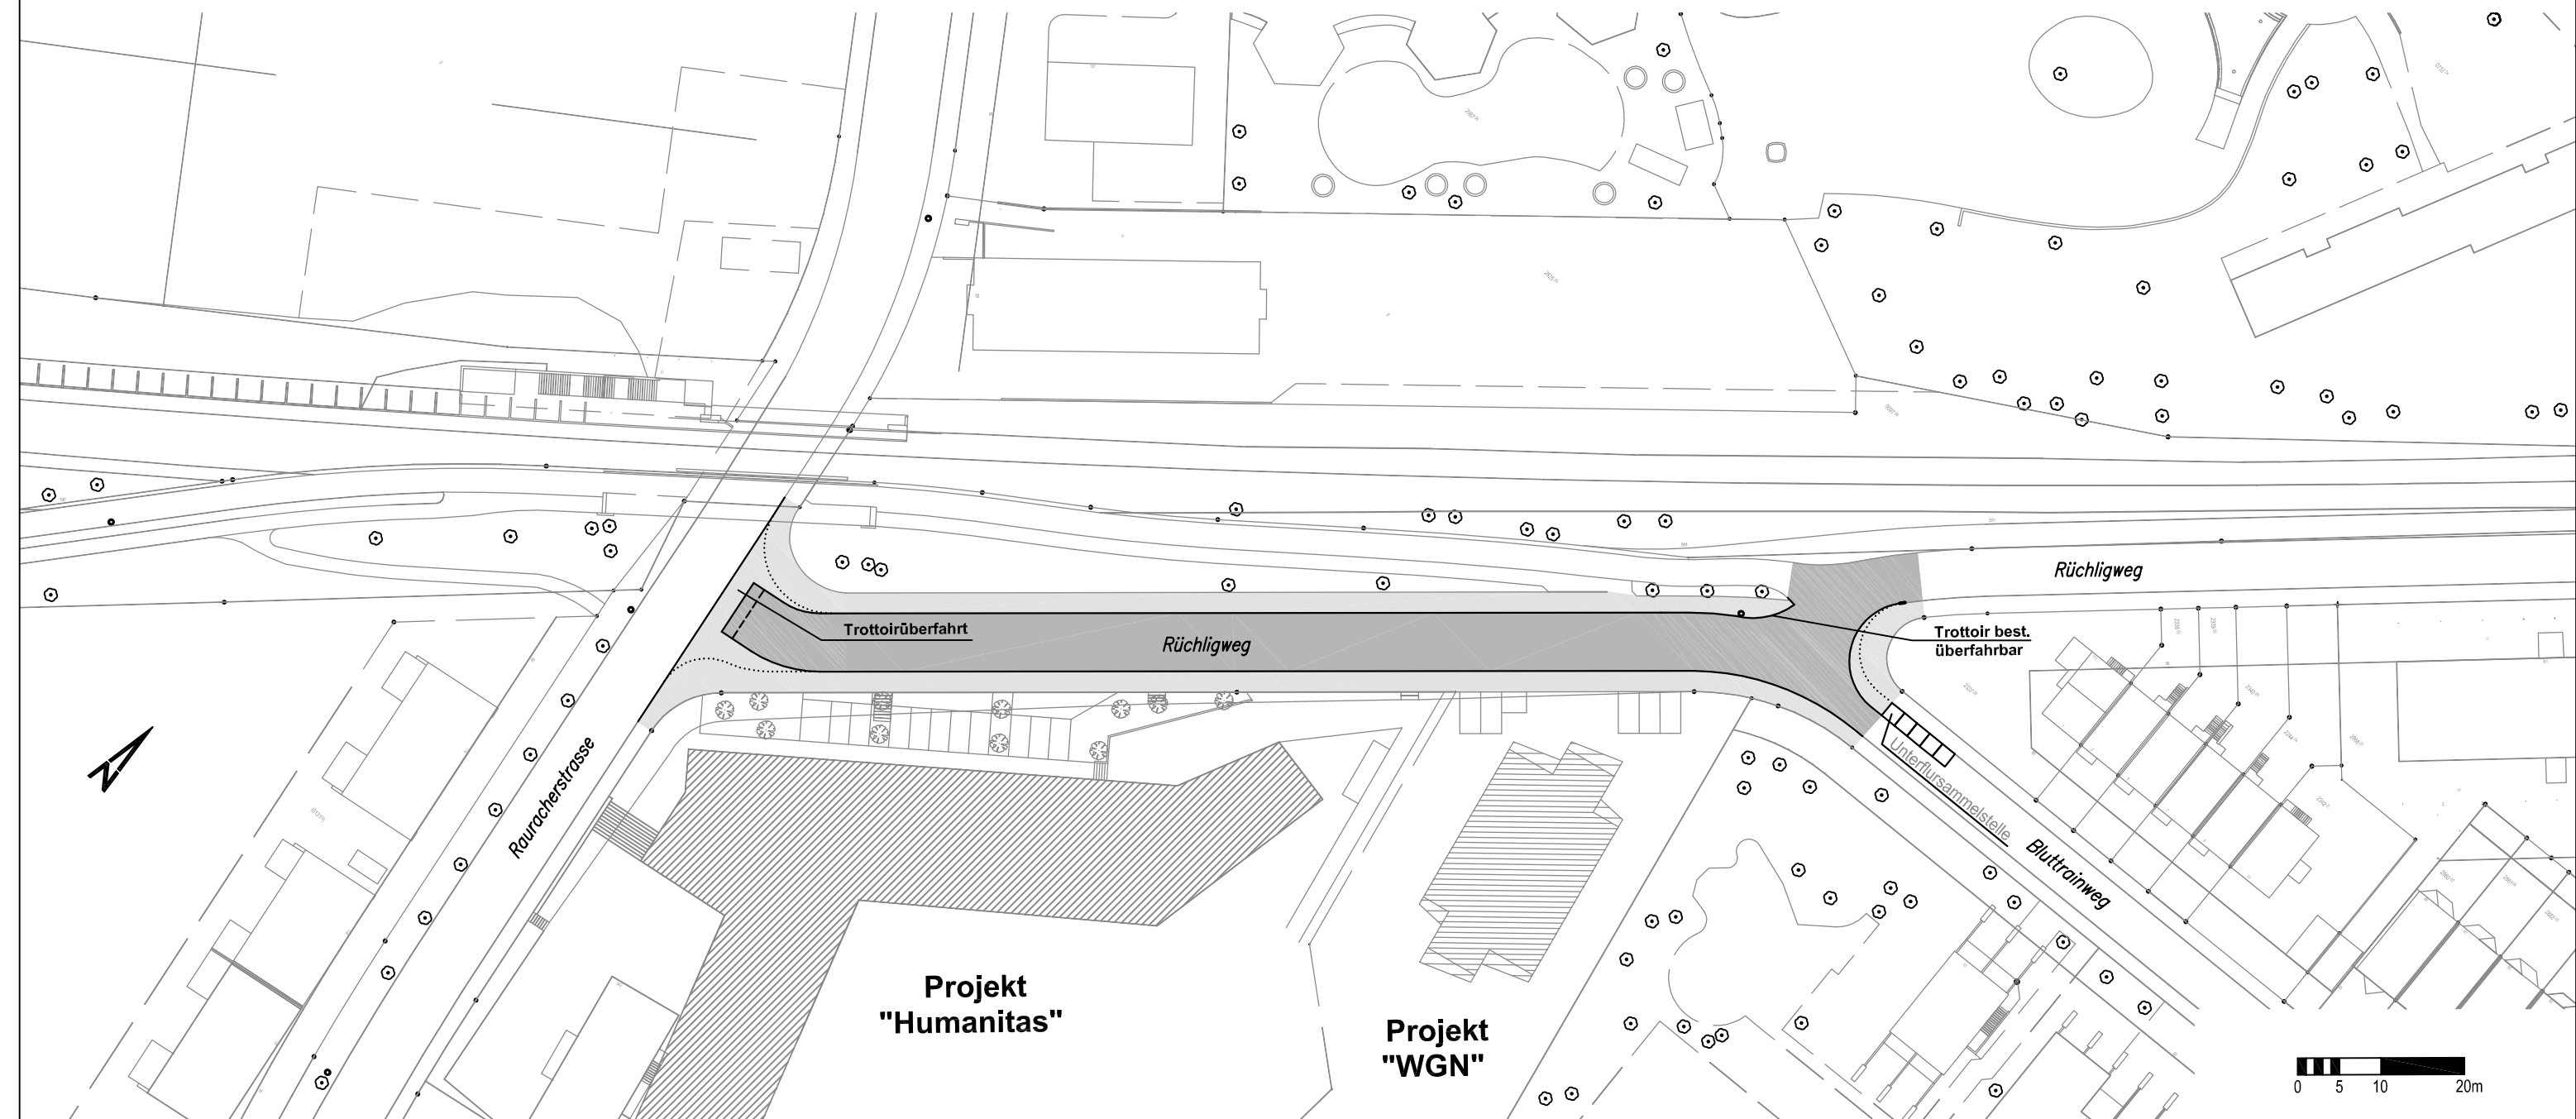 Rüchligweg
Trottoirüberfahrt
Rüchligweg
Trottoir best.
überfahrbar
Unterflursammelstelle
Bluttrainweg
Rauracherstrasse
Projekt
"Humanitas"
Projekt
"WGN"
N
0 5 10 20m